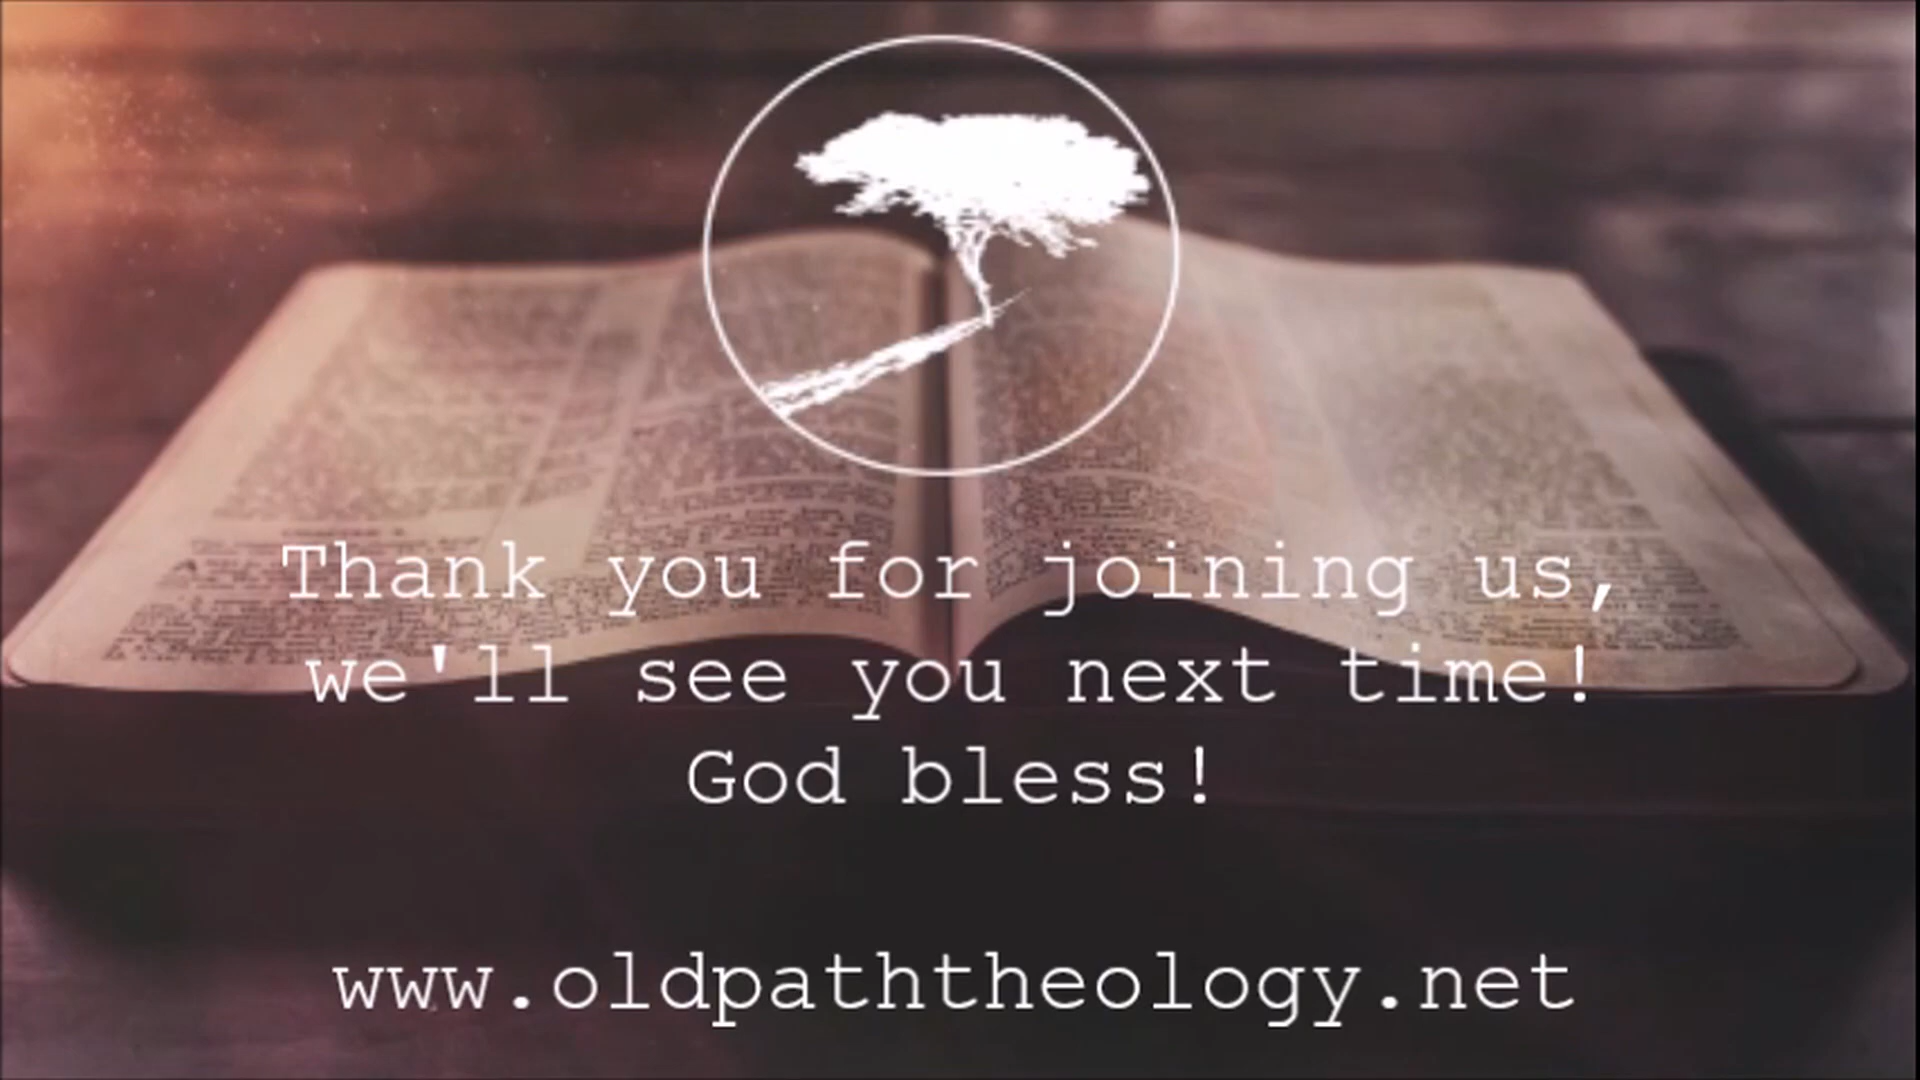 Thank you for joining us,
we'll see you next time!
God bless!
www.oldpaththeology.net